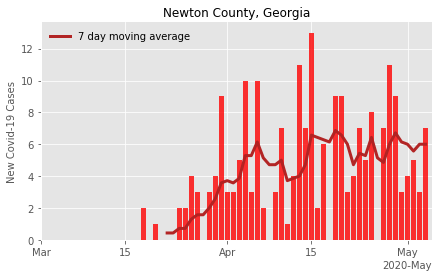 Newton County, Georgia
7 day moving average
New Covid-19 Cases
12
10
8
6
4
2
0
Mar
15
Apr
15
May
2020-May